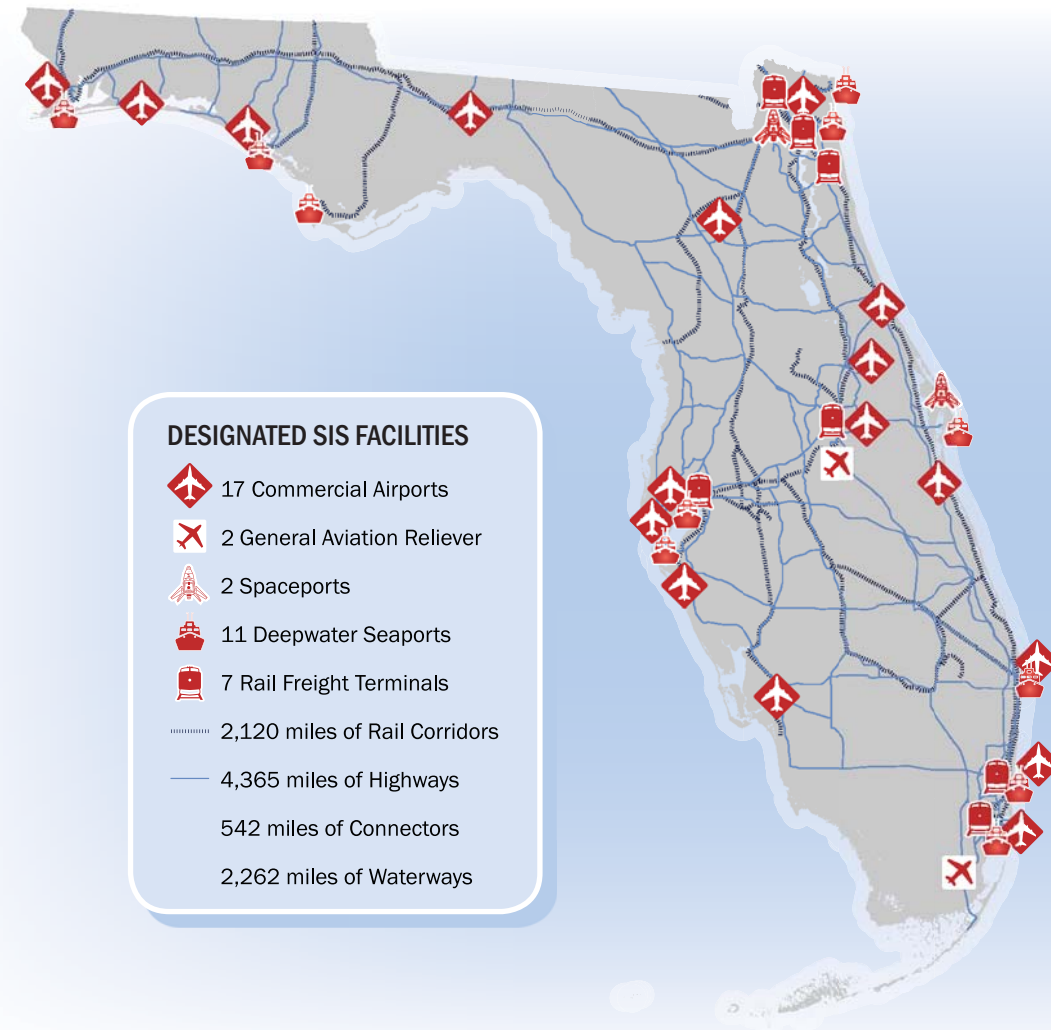 DESIGNATED SIS FACILITIES
17 Commercial Airports
2 General Aviation Reliever
2 Spaceports
11 Deepwater Seaports
7 Rail Freight Terminals
2,120 miles of Rail Corridors
4,365 miles of Highways
542 miles of Connectors
2,262 miles of Waterways